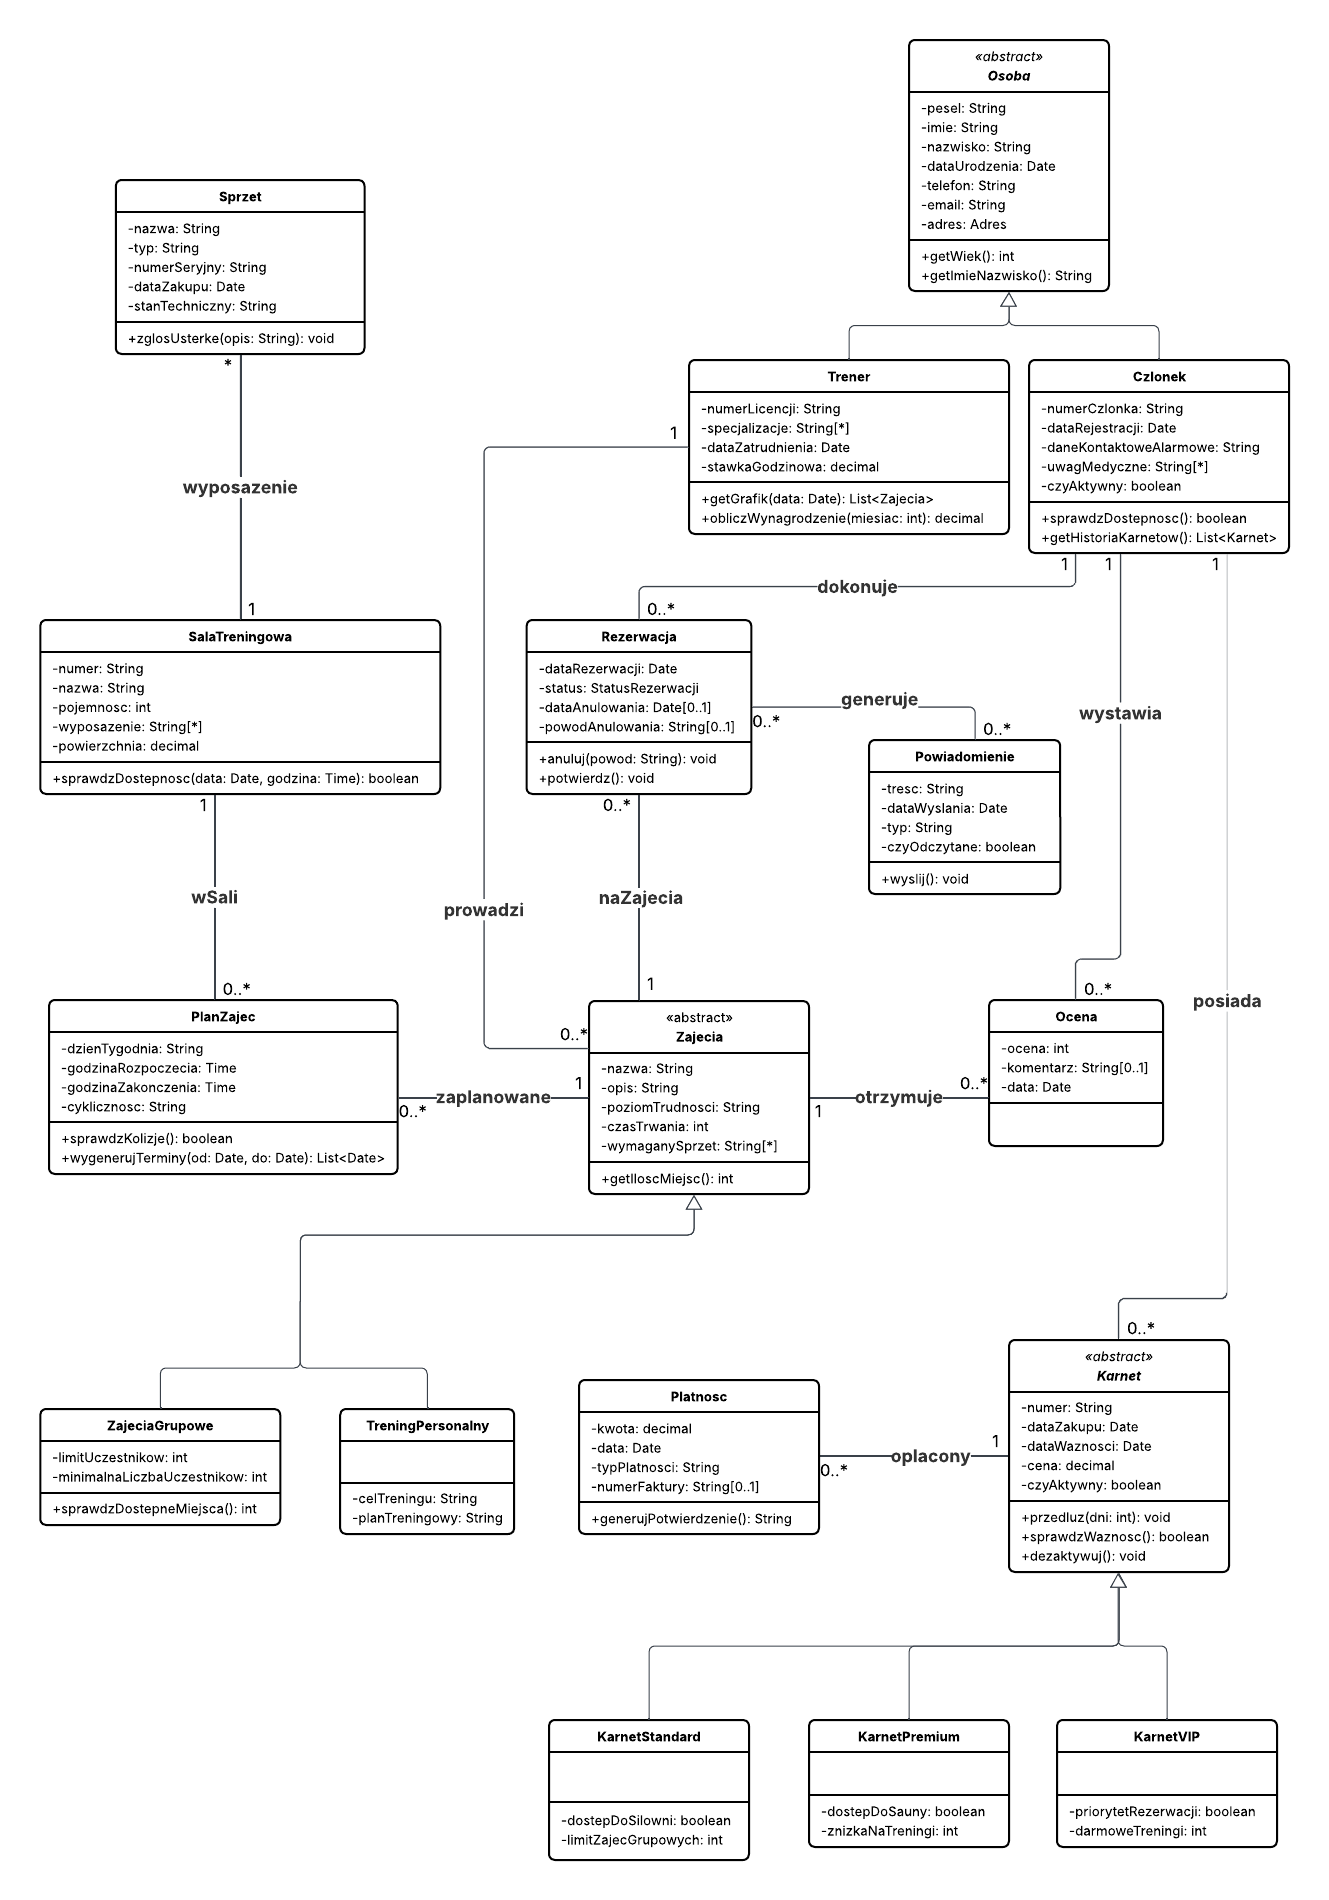 «abstract»
Osoba
-pesel: String
-imie: String
-nazwisko: String
-dataUrodzenia: Date
-telefon: String
-email: String
-adres: Adres
+getWiek(): int
+getImieNazwisko(): String
Sprzet
-nazwa: String
-typ: String
-numerSeryjny: String
-dataZakupu: Date
-stanTechniczny: String
+zglosUsterke(opis: String): void
*
wyposazenie
1
Trener
-numerLicencji: String
-specjalizacje: String[*]
-dataZatrudnienia: Date
-stawkaGodzinowa: decimal
+getGrafik(data: Date): List<Zajecia>
+obliczWynagrodzenie(miesiac: int): decimal
1
prowadzi
0..*
Czlonek
-numerCzlonka: String
-dataRejestracji: Date
-daneKontaktoweAlarmowe: String
-uwagMedyczne: String[*]
-czyAktywny: boolean
+sprawdzDostepnosc(): boolean
+getHistoriaKarnetow(): List<Karnet>
1
1
1
dokonuje
0..*
SalaTreningowa
-numer: String
-nazwa: String
-pojemnosc: int
-wyposazenie: String[*]
-powierzchnia: decimal
+sprawdzDostepnosc(data: Date, godzina: Time): boolean
1
wSali
0..*
Rezerwacja
-dataRezerwacji: Date
-status: StatusRezerwacji
-dataAnulowania: Date[0..1]
-powodAnulowania: String[0..1]
+anuluj(powod: String): void
+potwierdz(): void
0..*
generuje
0..*
Powiadomienie
-tresc: String
-dataWyslania: Date
-typ: String
-czyOdczytane: boolean
+wyslij(): void
wystawia
0..*
0..*
naZajecia
1
posiada
0..*
PlanZajec
-dzienTygodnia: String
-godzinaRozpoczecia: Time
-godzinaZakonczenia: Time
-cyklicznosc: String
+sprawdzKolizje(): boolean
+wygenerujTerminy(od: Date, do: Date): List<Date>
0..*
zaplanowane
1
«abstract»
Zajecia
-nazwa: String
-opis: String
-poziomTrudnosci: String
-czasTrwania: int
-wymaganySprzet: String[*]
+getIloscMiejsc(): int
1
otrzymuje
0..*
Ocena
-ocena: int
-komentarz: String[0..1]
-data: Date
ZajeciaGrupowe
-limitUczestnikow: int
-minimalnaLiczbaUczestnikow: int
+sprawdzDostepneMiejsca(): int
TreningPersonalny
-celTreningu: String
-planTreningowy: String
Platnosc
-kwota: decimal
-data: Date
-typPlatnosci: String
-numerFaktury: String[0..1]
+generujPotwierdzenie(): String
0..*
oplacony
1
«abstract»
Karnet
-numer: String
-dataZakupu: Date
-dataWaznosci: Date
-cena: decimal
-czyAktywny: boolean
+przedluz(dni: int): void
+sprawdzWaznosc(): boolean
+dezaktywuj(): void
KarnetStandard
-dostepDoSilowni: boolean
-limitZajecGrupowych: int
KarnetPremium
-dostepDoSauny: boolean
-znizkaNaTreningi: int
KarnetVIP
-priorytetRezerwacji: boolean
-darmoweTreningi: int